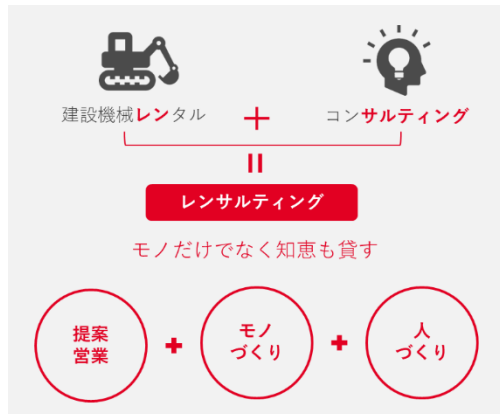 建設機械レンタル + コンサルティング
=
レンサルティング
モノだけでなく知恵も貸す
提案
営業
+
モノ
づくり
+
人
づくり